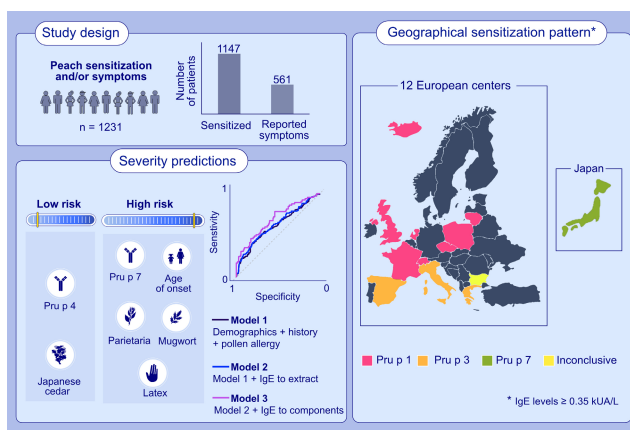 Study design
Peach sensitization
and/or symptoms
n = 1231
Number
of patients
1147
561
Sensitized
Reported
symptoms
Severity predictions
Low risk
High risk
Pru p 4
Japanese
cedar
Pru p 7
Age
of onset
Parietaria
Mugwort
Latex
1
Sensitivity
0
1
0
Specificity
Model 1
Demographics + history
+ pollen allergy
Model 2
Model 1 + IgE to extract
Model 3
Model 2 + IgE to components
Geographical sensitization pattern*
12 European centers
Japan
Pru p 1
Pru p 3
Pru p 7
Inconclusive
* IgE levels ≥ 0.35 kUA/L